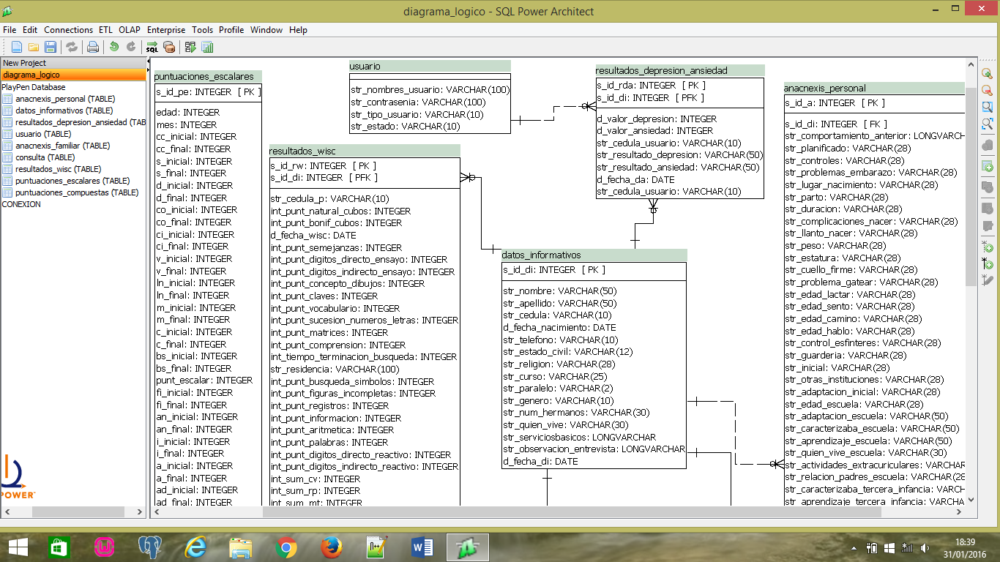 diagrama_logico - SQL Power Architect
File Edit Connections ETL OLAP Enterprise Tools Profile Window Help
SQL
New Project
diagrama_logico
PlayPen Database
anacnexis_personal (TABLE)
datos_informativos (TABLE)
resultados_depresion_ansiedad (TAB
usuario (TABLE)
anacnexis_familiar (TABLE)
consulta (TABLE)
resultados_wisc (TABLE)
puntuaciones_escalares (TABLE)
puntuaciones_compuestas (TABLE)
CONEXION
POWER
puntuaciones_escalares
s_id_pe: INTEGER [ PK ]
edad: INTEGER
mes: INTEGER
cc_inicial: INTEGER
cc_final: INTEGER
s_inicial: INTEGER
s_final: INTEGER
d_inicial: INTEGER
d_final: INTEGER
co_inicial: INTEGER
co_final: INTEGER
ci_inicial: INTEGER
ci_final: INTEGER
v_inicial: INTEGER
v_final: INTEGER
ln_inicial: INTEGER
ln_final: INTEGER
m_inicial: INTEGER
m_final: INTEGER
c_inicial: INTEGER
c_final: INTEGER
bs_inicial: INTEGER
bs_final: INTEGER
punt_escalar: INTEGER
fi_inicial: INTEGER
fi_final: INTEGER
an_inicial: INTEGER
an_final: INTEGER
i_inicial: INTEGER
i_final: INTEGER
a_inicial: INTEGER
a_final: INTEGER
ad_inicial: INTEGER
ad_final: INTEGER
usuario
str_nombres_usuario: VARCHAR(100)
str_contrasenia: VARCHAR(100)
str_tipo_usuario: VARCHAR(10)
str_estado: VARCHAR(10)
resultados_wisc
s_id_rw: INTEGER [ PK ]
s_id_di: INTEGER [ PFK ]
str_cedula_p: VARCHAR(10)
int_punt_natural_cubos: INTEGER
int_punt_bonif_cubos: INTEGER
d_fecha_wisc: DATE
int_punt_semejanzas: INTEGER
int_punt_digitos_directo_ensayo: INTEGER
int_punt_digitos_indirecto_ensayo: INTEGER
int_punt_concepto_dibujos: INTEGER
int_punt_claves: INTEGER
int_punt_vocabulario: INTEGER
int_punt_sucesion_numeros_letras: INTEGER
int_punt_matrices: INTEGER
int_punt_comprension: INTEGER
int_tiempo_terminacion_busqueda: INTEGER
str_residencia: VARCHAR(100)
int_punt_busqueda_simbolos: INTEGER
int_punt_figuras_incompletas: INTEGER
int_punt_registros: INTEGER
int_punt_informacion: INTEGER
int_punt_aritmetica: INTEGER
int_punt_palabras: INTEGER
int_punt_digitos_directo_reactivo: INTEGER
int_punt_digitos_indirecto_reactivo: INTEGER
int_sum_cv: INTEGER
int_sum_rp: INTEGER
int_sum_mt: INTEGER
resultados_depresion_ansiedad
s_id_rda: INTEGER [ PK ]
s_id_di: INTEGER [ PFK ]
d_valor_depresion: INTEGER
d_valor_ansiedad: INTEGER
str_cedula_usuario: VARCHAR(10)
str_resultado_depresion: VARCHAR(50)
str_resultado_ansiedad: VARCHAR(50)
d_fecha_da: DATE
str_cedula_usuario: VARCHAR(10)
datos_informativos
s_id_di: INTEGER [ PK ]
str_nombre: VARCHAR(50)
str_apellido: VARCHAR(50)
str_cedula: VARCHAR(10)
d_fecha_nacimiento: DATE
str_telefono: VARCHAR(10)
str_estado_civil: VARCHAR(12)
str_religion: VARCHAR(28)
str_curso: VARCHAR(25)
str_paralelo: VARCHAR(2)
str_genero: VARCHAR(10)
str_num_hermanos: VARCHAR(30)
str_quien_vive: VARCHAR(30)
str_serviciosbasicos: LONGVARCHAR
str_observacion_entrevista: LONGVARCHAR
d_fecha_di: DATE
anacnexis_personal
s_id_a: INTEGER [ PK ]
s_id_di: INTEGER [ FK ]
str_comportamiento_anterior: LONGVARCH
str_planificado: VARCHAR(28)
str_controles: VARCHAR(28)
str_problemas_embarazo: VARCHAR(28)
str_lugar_nacimiento: VARCHAR(28)
str_parto: VARCHAR(28)
str_duracion: VARCHAR(28)
str_complicaciones_nacer: VARCHAR(28)
str_llanto_nacer: VARCHAR(28)
str_peso: VARCHAR(28)
str_estatura: VARCHAR(28)
str_cuello_firme: VARCHAR(28)
str_problema_gatear: VARCHAR(28)
str_edad_lactar: VARCHAR(28)
str_edad_sento: VARCHAR(28)
str_edad_camino: VARCHAR(28)
str_edad_hablo: VARCHAR(28)
str_control_esfinteres: VARCHAR(28)
str_guarderia: VARCHAR(28)
str_inicial: VARCHAR(28)
str_otras_instituciones: VARCHAR(28)
str_adaptacion_inicial: VARCHAR(28)
str_edad_escuela: VARCHAR(28)
str_adaptacion_escuela: VARCHAR(50)
str_caracterizaba_escuela: VARCHAR(50)
str_aprendizaje_escuela: VARCHAR(50)
str_quien_vive_escuela: VARCHAR(30)
str_actividades_extracuriculares: VARCHAR
str_relacion_padres_escuela: VARCHAR(28
str_caracterizaba_tercera_infancia: VARCH
str_aprendizaje_tercera_infancia: VARCHA
18:39
31/01/2016